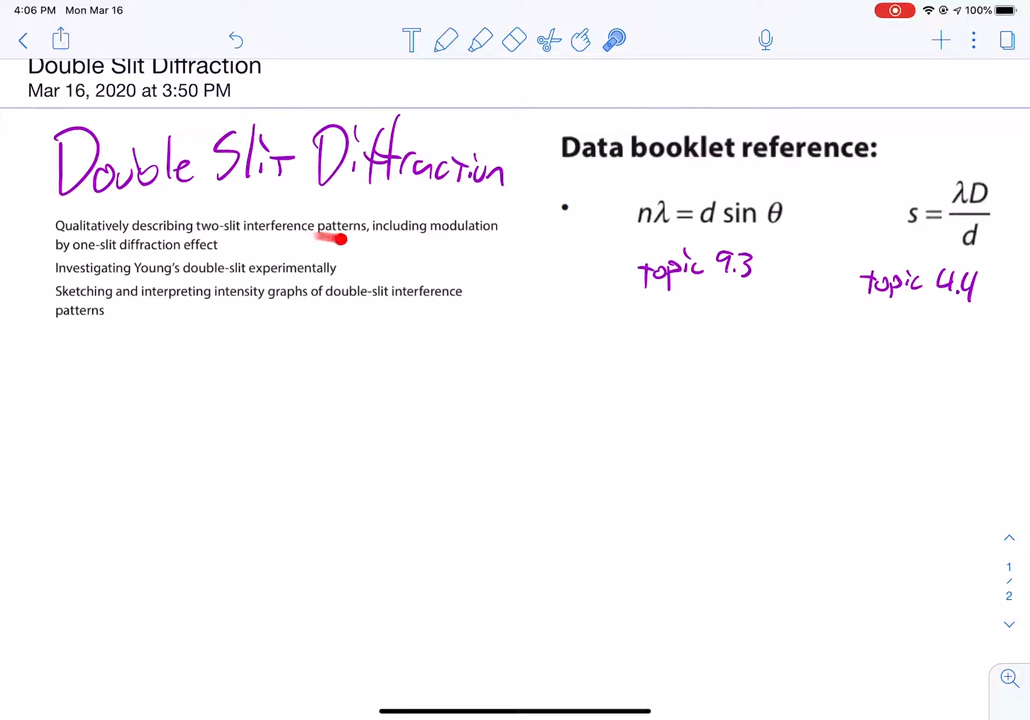 4:06 PM Mon Mar 16
100%
Double Slit Diffraction
Mar 16, 2020 at 3:50 PM
Double Slit Diffraction
Qualitatively describing two-slit interference patterns, including modulation
by one-slit diffraction effect
Investigating Young's double-slit experimentally
Sketching and interpreting intensity graphs of double-slit interference
patterns
Data booklet reference:
• nλ = d sin θ
topic 9.3
s = λD/d
topic 4.4
1
/
2